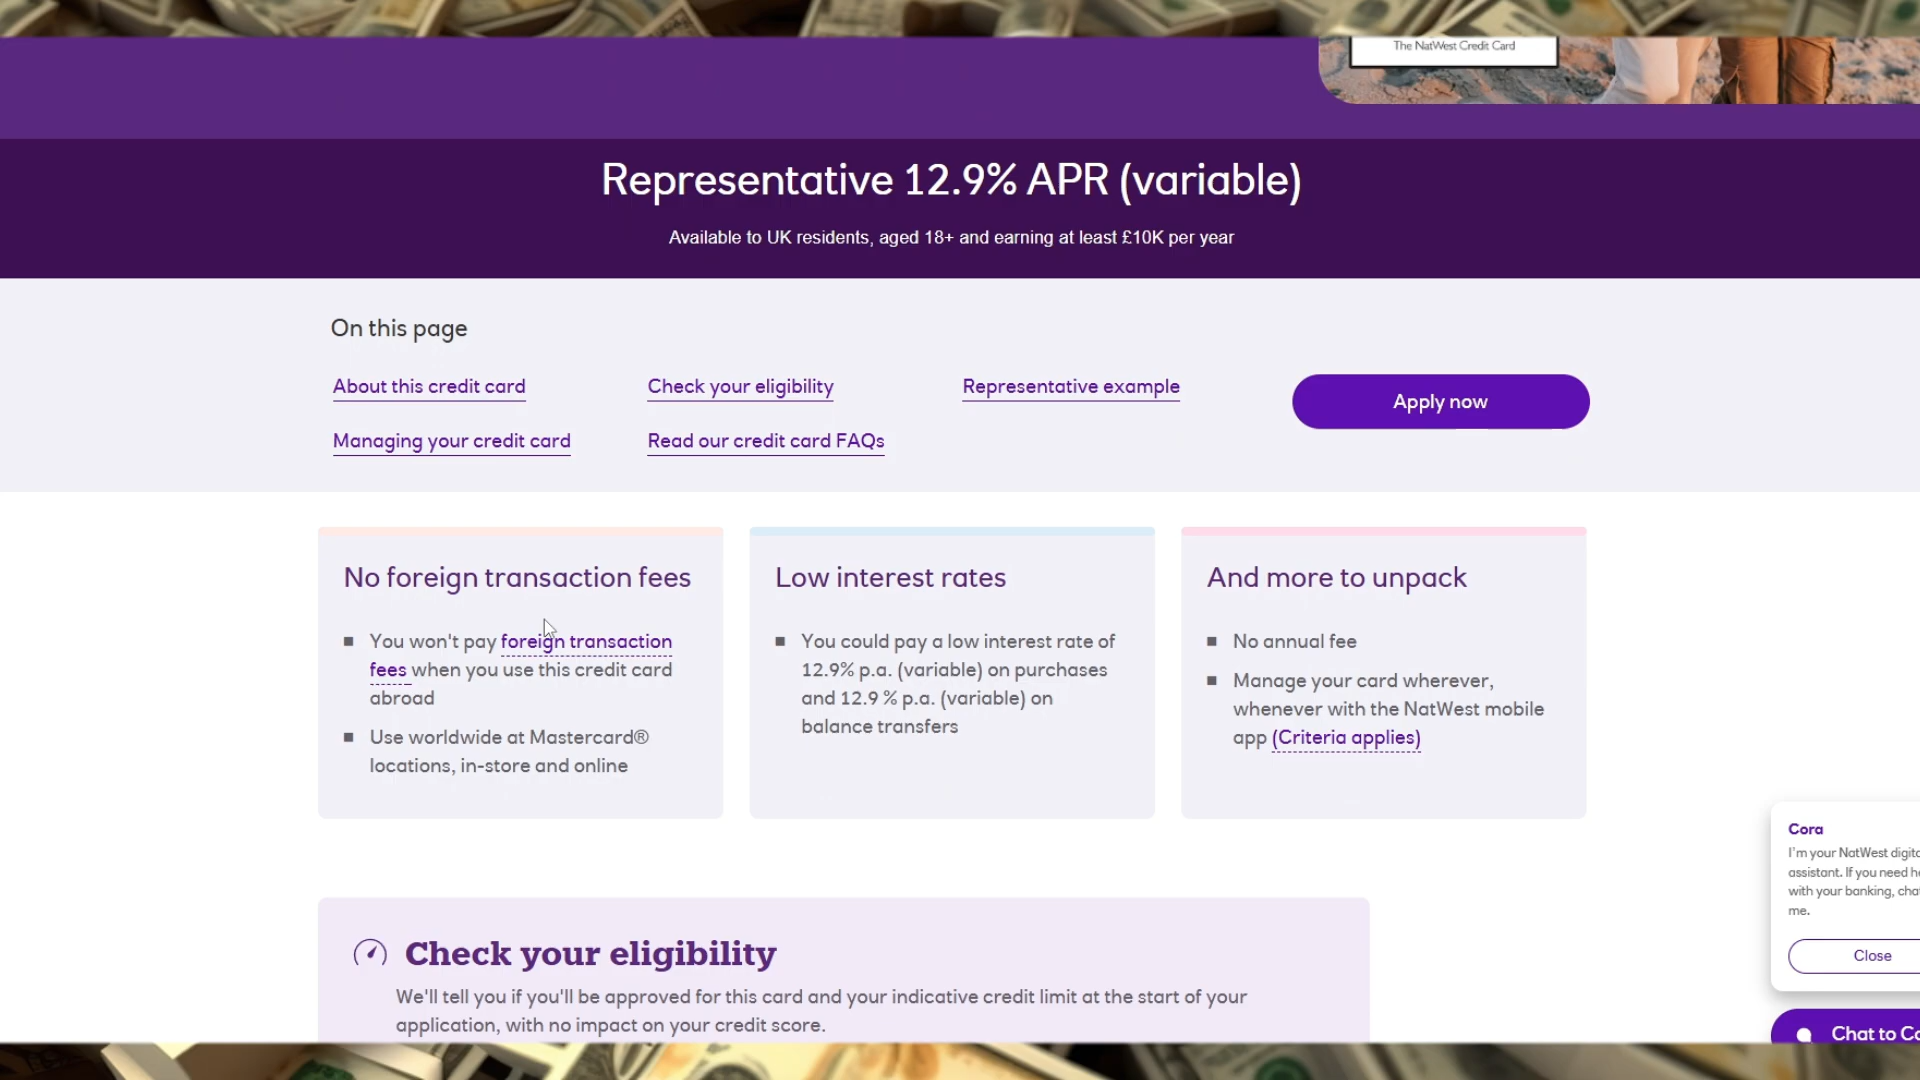 The NatWest Credit Card
Representative 12.9% APR (variable)
Available to UK residents, aged 18+ and earning at least £10K per year
On this page
About this credit card
Check your eligibility
Representative example
Apply now
Managing your credit card
Read our credit card FAQs
No foreign transaction fees
You won't pay foreign transaction
fees when you use this credit card
abroad
Use worldwide at Mastercard®
locations, in-store and online
Low interest rates
You could pay a low interest rate of
12.9% p.a. (variable) on purchases
and 12.9 % p.a. (variable) on
balance transfers
And more to unpack
No annual fee
Manage your card wherever,
whenever with the NatWest mobile
app (Criteria applies)
Check your eligibility
We'll tell you if you'll be approved for this card and your indicative credit limit at the start of your
application, with no impact on your credit score.
Cora
I'm your NatWest
assistant. If you need
with your banking,
me.
Close
Chat to